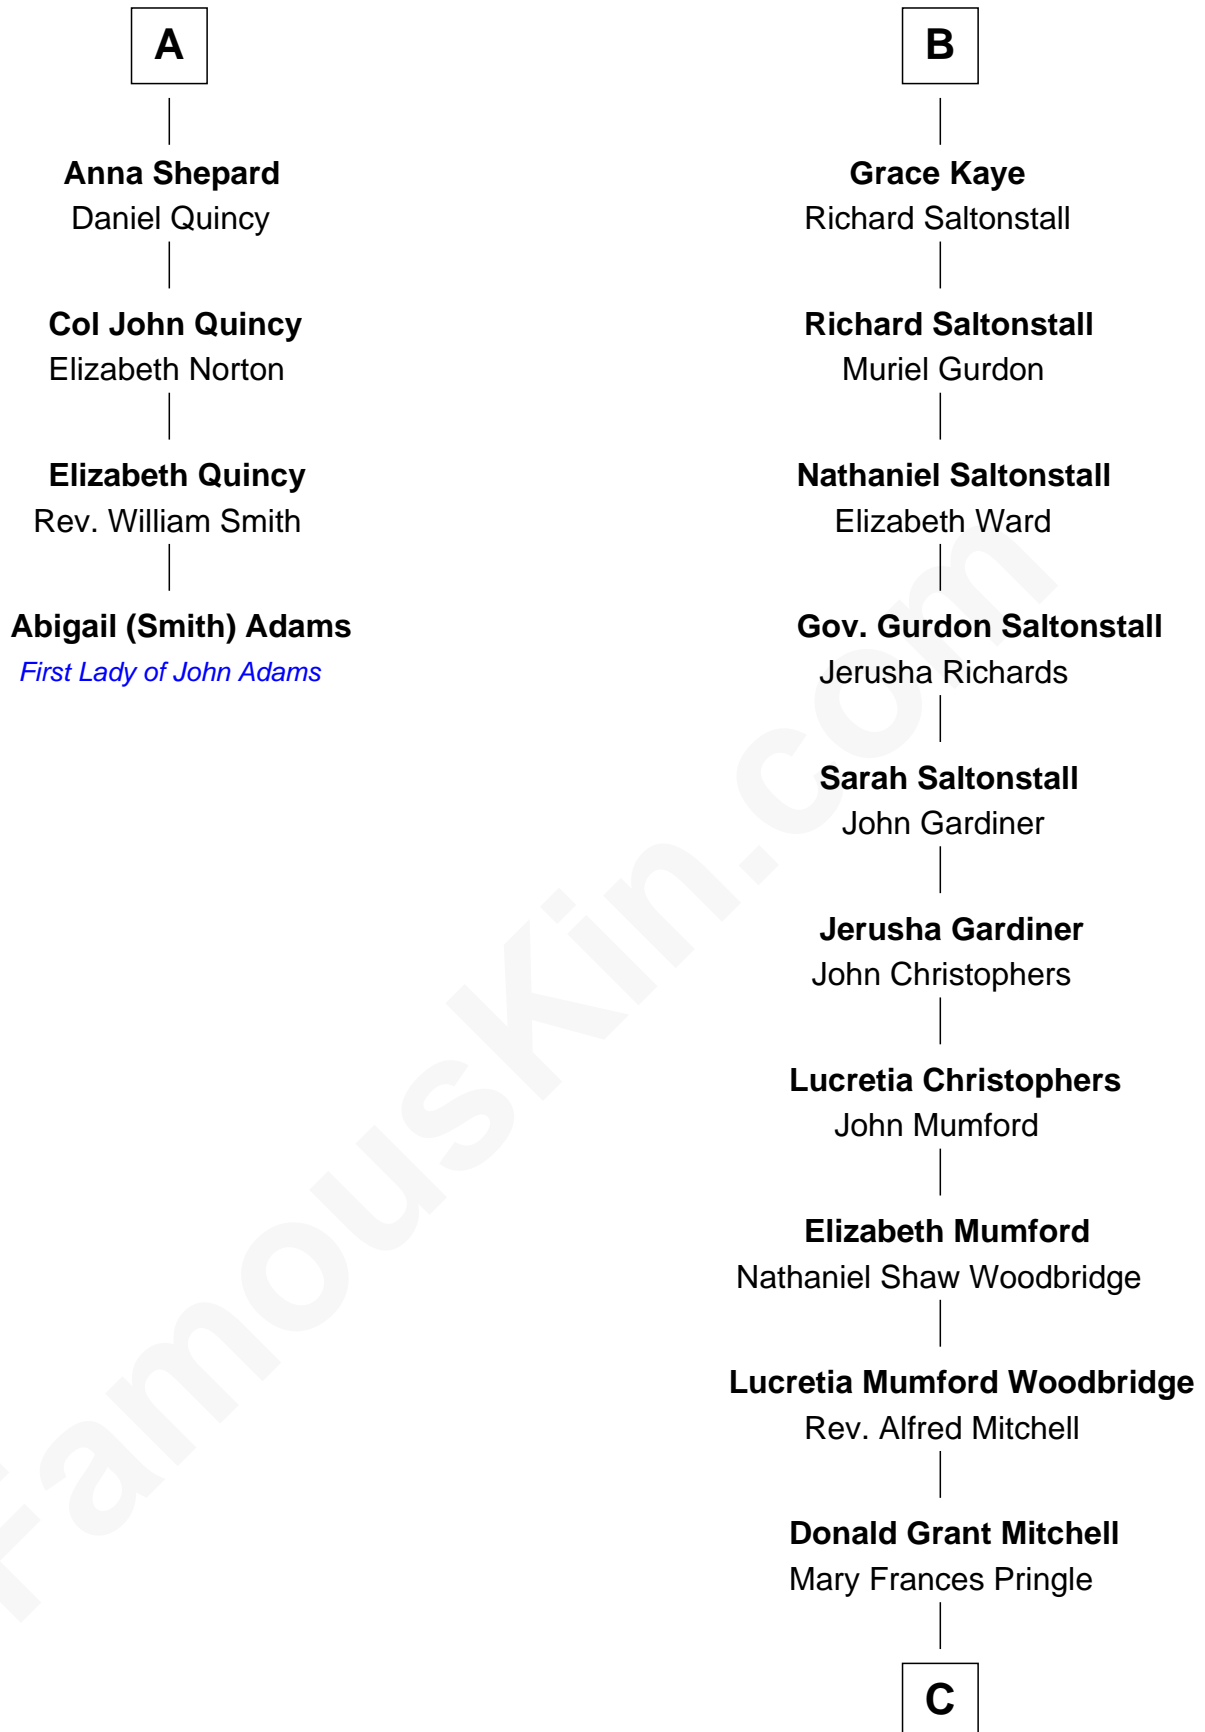 A
Anna Shepard
Daniel Quincy
Col John Quincy
Elizabeth Norton
Elizabeth Quincy
Rev. William Smith
Abigail (Smith) Adams
First Lady of John Adams
B
Grace Kaye
Richard Saltonstall
Richard Saltonstall
Muriel Gurdon
Nathaniel Saltonstall
Elizabeth Ward
Gov. Gurdon Saltonstall
Jerusha Richards
Sarah Saltonstall
John Gardiner
Jerusha Gardiner
John Christophers
Lucretia Christophers
John Mumford
Elizabeth Mumford
Nathaniel Shaw Woodbridge
Lucretia Mumford Woodbridge
Rev. Alfred Mitchell
Donald Grant Mitchell
Mary Frances Pringle
C
FamousKin.com